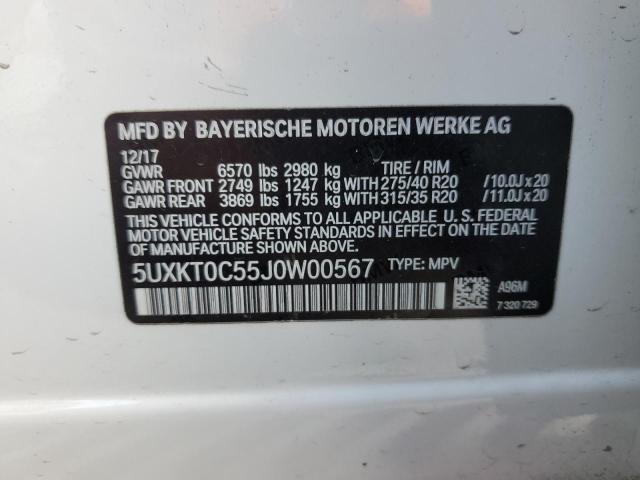 MFD BY BAYERISCHE MOTOREN WERKE AG
12/17
GVWR 6570 lbs 2980 kg TIRE / RIM
GAWR FRONT 2749 lbs 1247 kg WITH 275/40 R20 /10.0J x 20
GAWR REAR 3869 lbs 1755 kg WITH 315/35 R20 /11.0J x 20
THIS VEHICLE CONFORMS TO ALL APPLICABLE U. S. FEDERAL
MOTOR VEHICLE SAFETY STANDARDS IN EFFECT ON THE DATE
OF MANUFACTURE SHOWN ABOVE.
5UXKT0C55J0W00567 TYPE: MPV
A96M
7 320 729